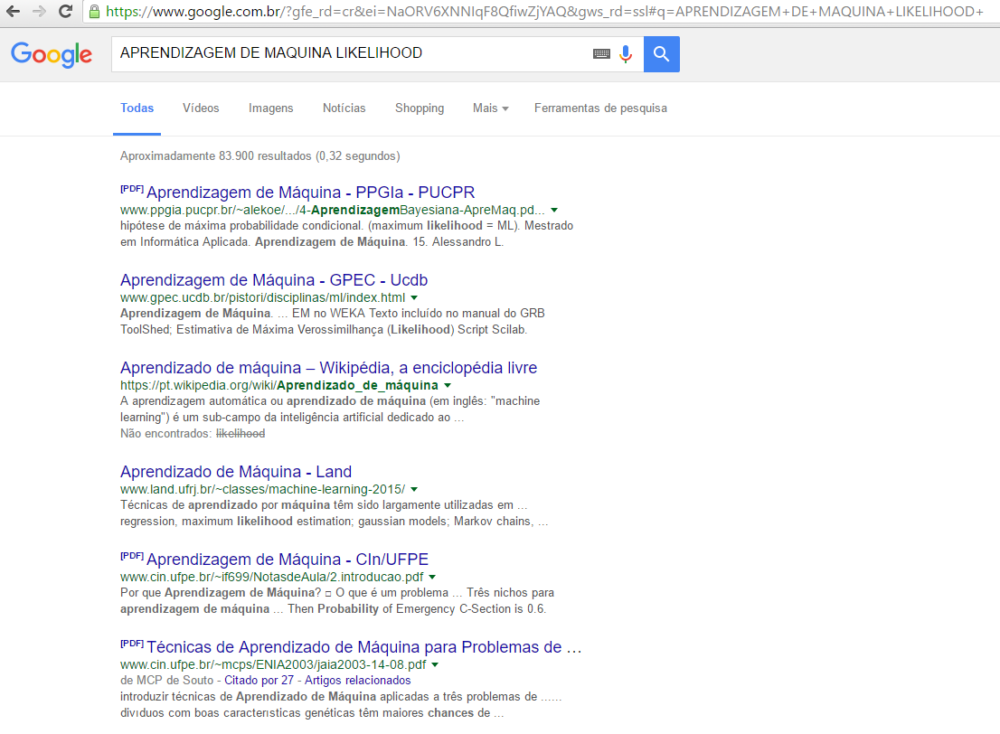 https://www.google.com.br/?gfe_rd=cr&ei=NaORV6XNNIqF8QfiwZjYAQ&gws_rd=ssl#q=APRENDIZAGEM+DE+MAQUINA+LIKELIHOOD+
Google
APRENDIZAGEM DE MAQUINA LIKELIHOOD
Todas Vídeos Imagens Notícias Shopping Mais Ferramentas de pesquisa
Aproximadamente 83.900 resultados (0,32 segundos)
[PDF] Aprendizagem de Máquina - PPGIa - PUCPR
www.ppgia.pucpr.br/~alekoe/.../4-AprendizagemBayesiana-ApreMaq.pd...
hipótese de máxima probabilidade condicional. (maximum likelihood = ML). Mestrado
em Informática Aplicada. Aprendizagem de Máquina. 15. Alessandro L.
Aprendizagem de Máquina - GPEC - Ucdb
www.gpec.ucdb.br/pistori/disciplinas/ml/index.html
Aprendizagem de Máquina. ... EM no WEKA Texto incluído no manual do GRB
ToolShed; Estimativa de Máxima Verossimilhança (Likelihood) Script Scilab.
Aprendizado de máquina – Wikipédia, a enciclopédia livre
https://pt.wikipedia.org/wiki/Aprendizado_de_máquina
A aprendizagem automática ou aprendizado de máquina (em inglês: "machine
learning") é um sub-campo da inteligência artificial dedicado ao ...
Não encontrados: likelihood
Aprendizado de Máquina - Land
www.land.ufrj.br/~classes/machine-learning-2015/
Técnicas de aprendizado por máquina têm sido largamente utilizadas em ...
regression, maximum likelihood estimation; gaussian models; Markov chains, ...
[PDF] Aprendizagem de Máquina - CIn/UFPE
www.cin.ufpe.br/~if699/NotasdeAula/2.introducao.pdf
Por que Aprendizagem de Máquina? □ O que é um problema ... Três nichos para
aprendizagem de máquina ... Then Probability of Emergency C-Section is 0.6.
[PDF] Técnicas de Aprendizado de Máquina para Problemas de ...
www.cin.ufpe.br/~mcps/ENIA2003/jaia2003-14-08.pdf
de MCP de Souto - Citado por 27 - Artigos relacionados
introduzir técnicas de Aprendizado de Máquina aplicadas a três problemas de ......
divıduos com boas caracterısticas genéticas têm maiores chances de ...